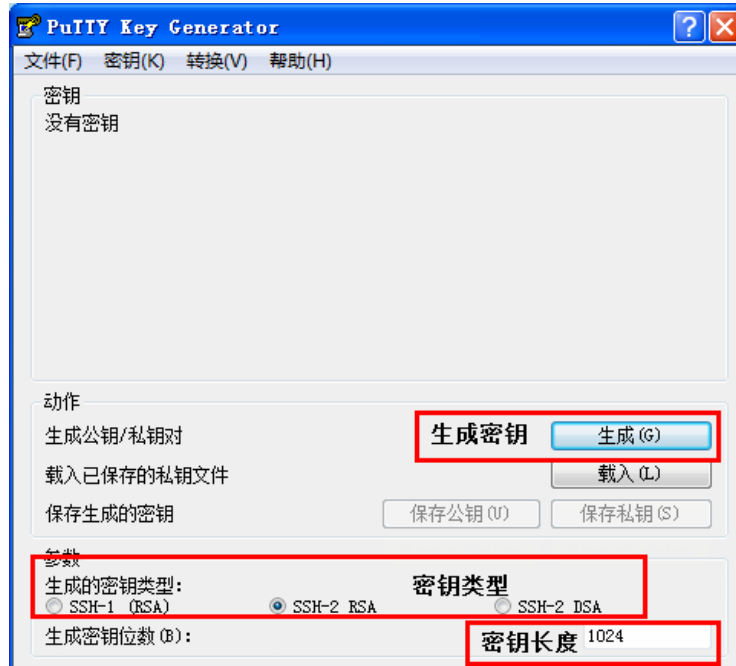 PuTTY Key Generator
文件(F) 密钥(K) 转换(V) 帮助(H)
密钥
没有密钥
动作
生成公钥/私钥对 生成密钥 生成(G)
载入已保存的私钥文件 载入(L)
保存生成的密钥 保存公钥(U) 保存私钥(S)
参数
生成的密钥类型: 密钥类型
SSH-1 (RSA) SSH-2 RSA SSH-2 DSA
生成密钥位数(B): 密钥长度 1024